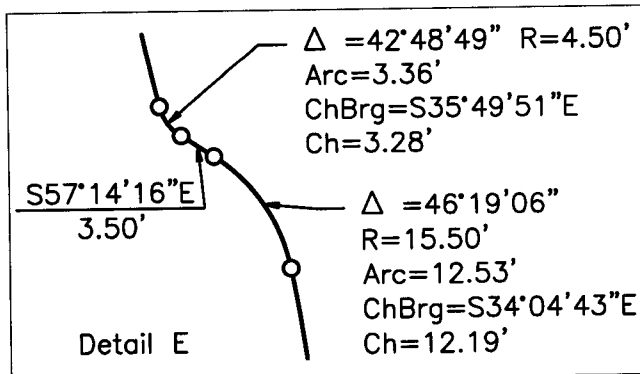 Δ =42°48'49" R=4.50'
Arc=3.36'
ChBrg=S35°49'51"E
Ch=3.28'
S57°14'16"E
3.50'
Δ =46°19'06"
R=15.50'
Arc=12.53'
ChBrg=S34°04'43"E
Ch=12.19'
Detail E